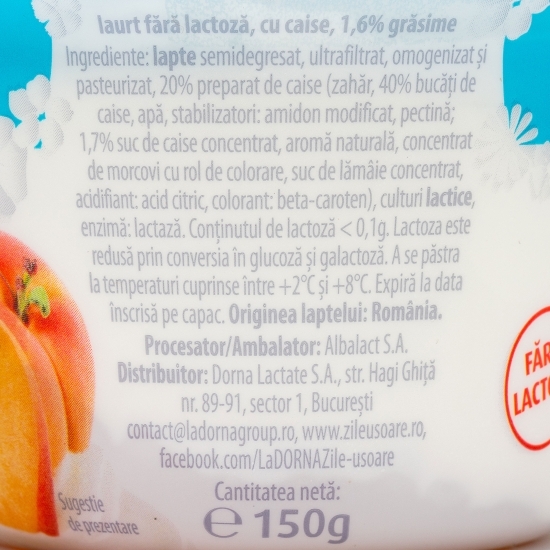 Iaurt fără lactoză, cu caise, 1,6% grăsime
Ingrediente: lapte semidegresat, ultrafiltrat, omogenizat și
pasteurizat, 20% preparat de caise (zahăr, 40% bucăți de
caise, apă, stabilizatori: amidon modificat, pectină;
1,7% suc de caise concentrat, aromă naturală, concentrat
de morcovi cu rol de colorare, suc de lămâie concentrat,
acidifiant: acid citric, colorant: beta-caroten), culturi lactice,
enzimă: lactază. Conținutul de lactoză < 0,1g. Lactoza este
redusă prin conversia în glucoză și galactoză. A se păstra
la temperaturi cuprinse între +2°C și +8°C. Expiră la data
înscrisă pe capac. Originea laptelui: România.
Procesator/Ambalator: Albalact S.A.
Distribuitor: Dorna Lactate S.A., str. Hagi Ghiță
nr. 89-91, sector 1, București
contact@ladornagroup.ro, www.zileusoare.ro,
facebook.com/LaDORNAZile-usoare
Cantitatea netă:
℮ 150g
Sugestie
de prezentare
FĂR
LACTO